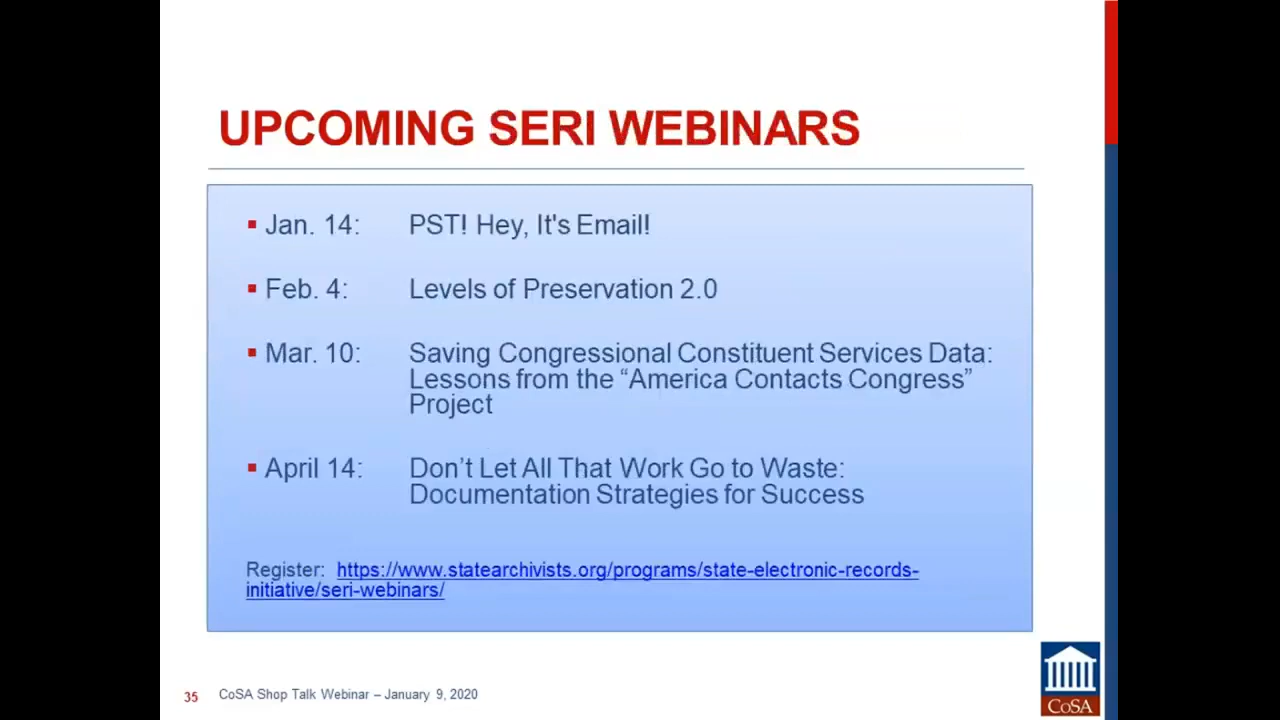 UPCOMING SERI WEBINARS
▪ Jan. 14: PST! Hey, It's Email!
▪ Feb. 4: Levels of Preservation 2.0
▪ Mar. 10: Saving Congressional Constituent Services Data:
Lessons from the “America Contacts Congress”
Project
▪ April 14: Don’t Let All That Work Go to Waste:
Documentation Strategies for Success
Register: https://www.statearchivists.org/programs/state-electronic-records-
initiative/seri-webinars/
35 CoSA Shop Talk Webinar – January 9, 2020
CoSA